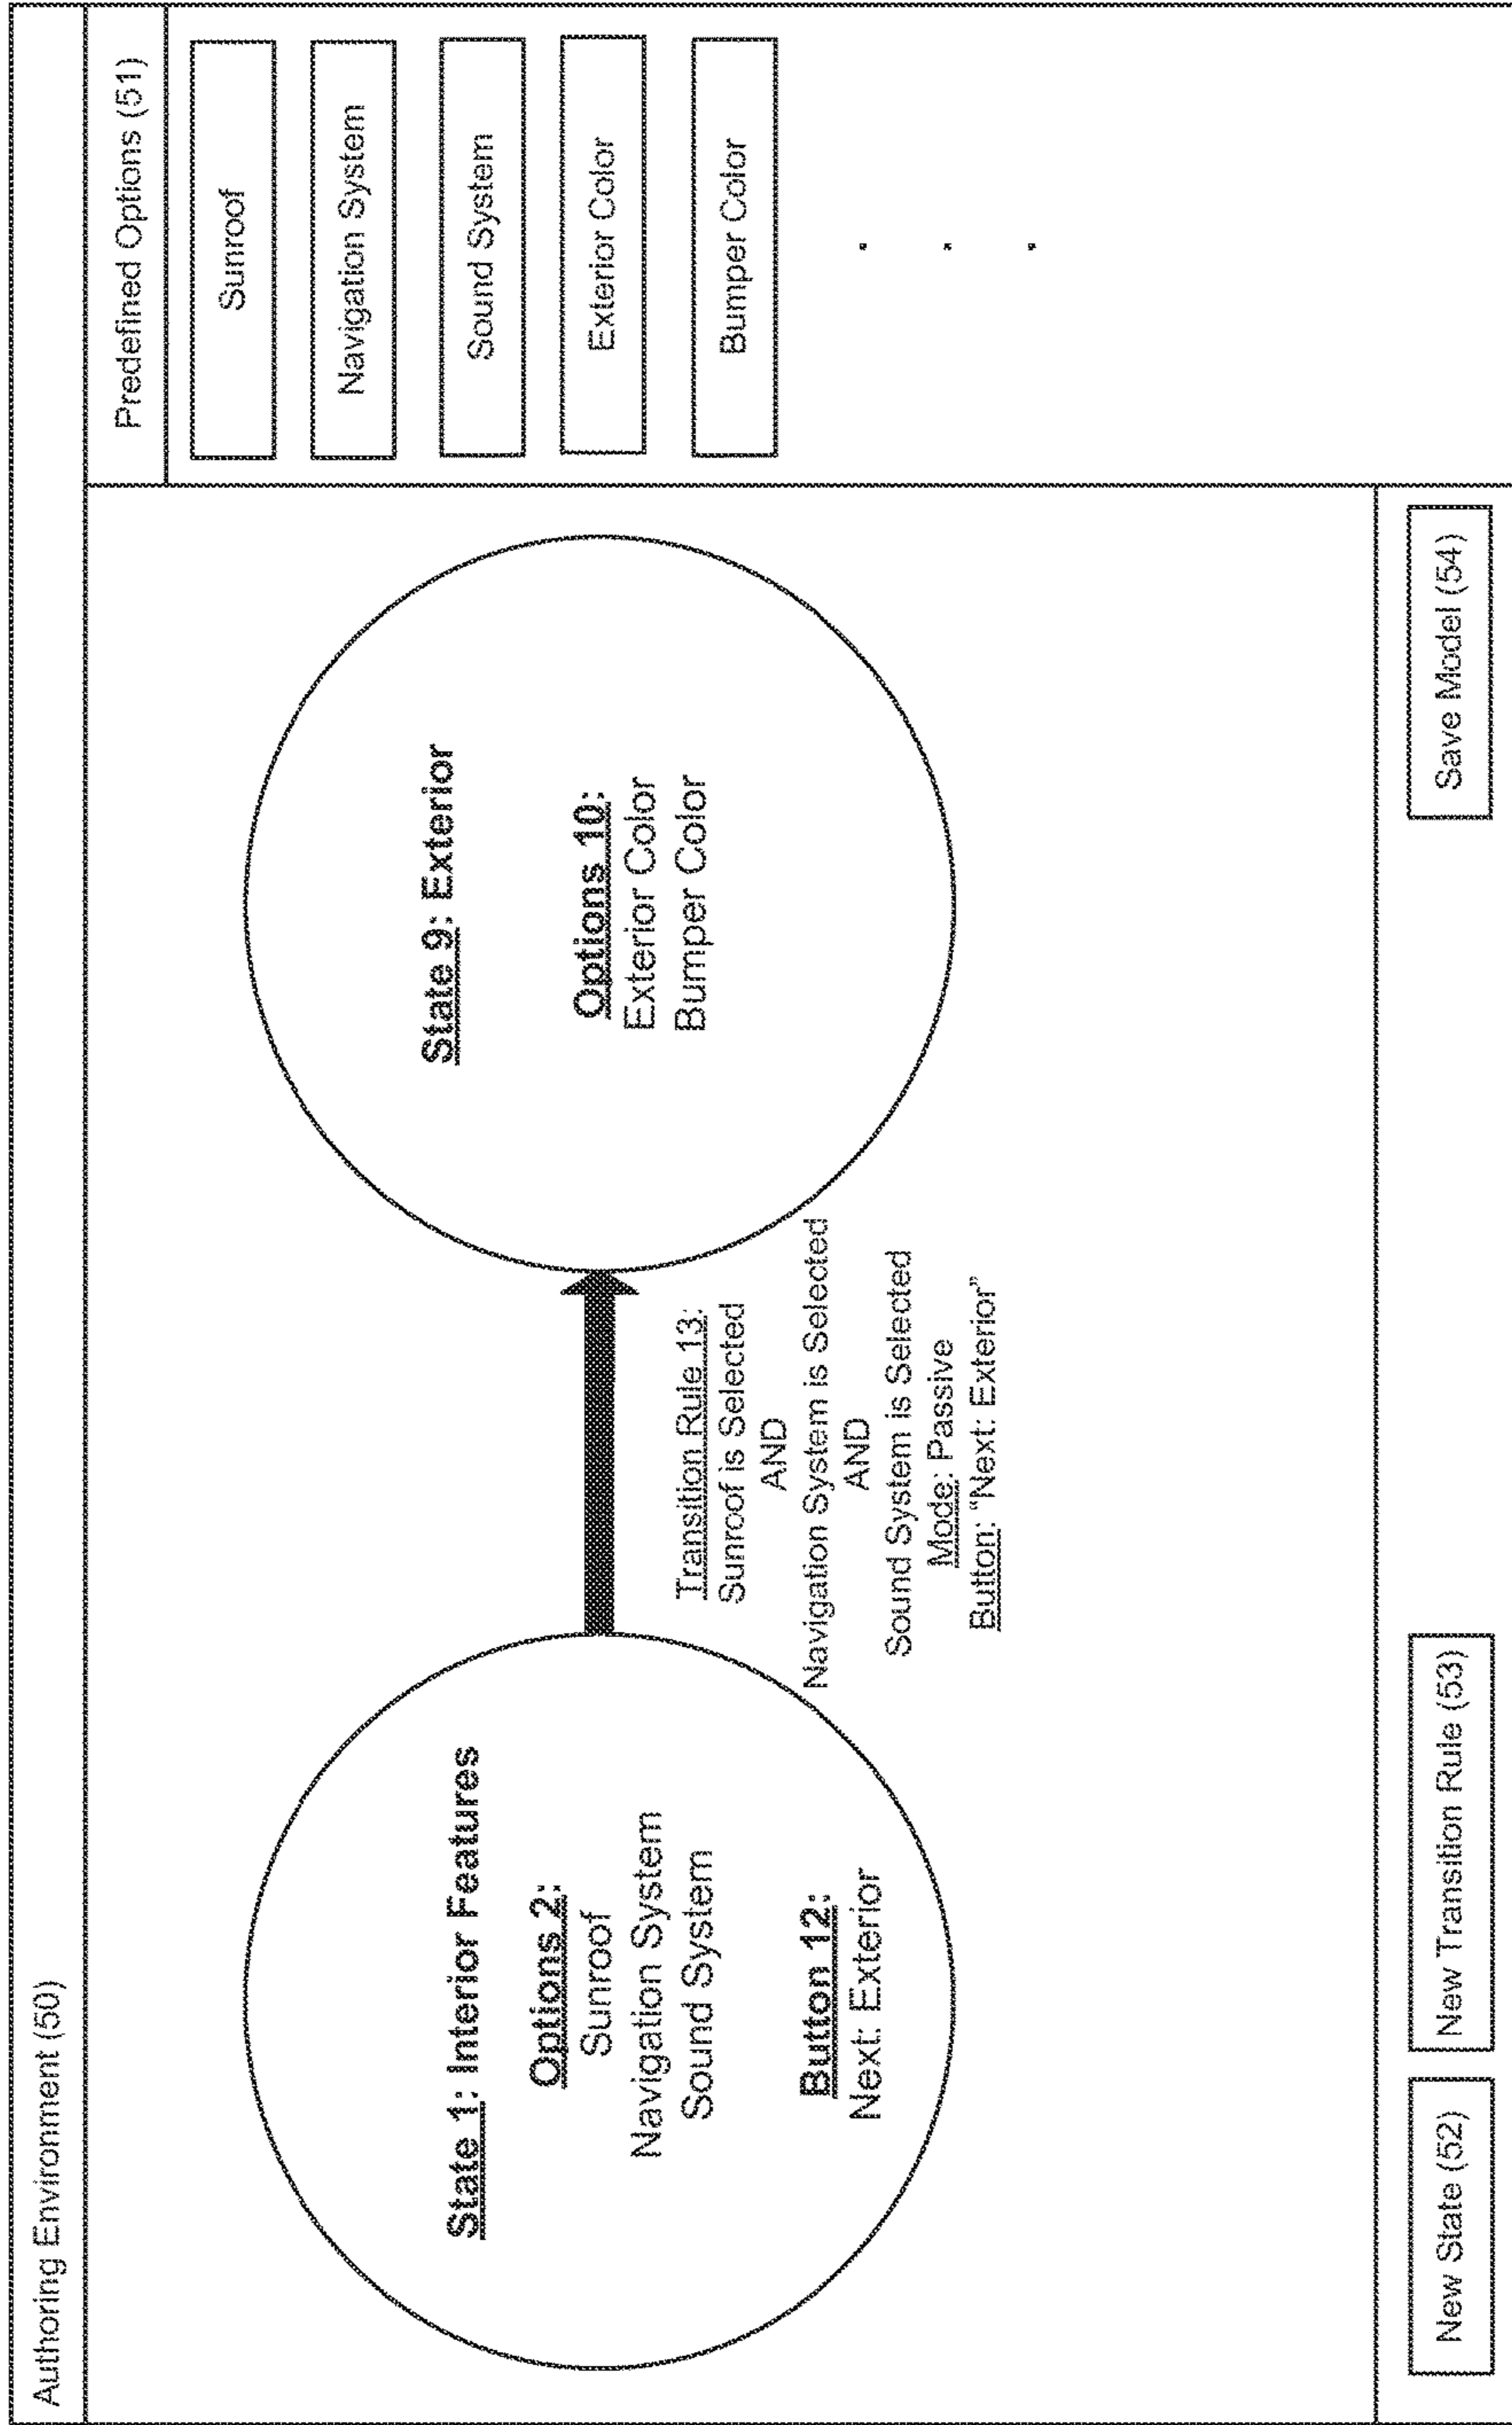 Authoring Environment (50)
Predefined Options (51)
Sunroof
Navigation System
Sound System
Exterior Color
Bumper Color
State 1: Interior Features
Options 2:
Sunroof
Navigation System
Sound System
Button 12:
Next: Exterior
Transition Rule 13:
Sunroof is Selected
AND
Navigation System is Selected
AND
Sound System is Selected
Mode: Passive
Button: “Next: Exterior”
State 9: Exterior
Options 10:
Exterior Color
Bumper Color
New State (52)
New Transition Rule (53)
Save Model (54)